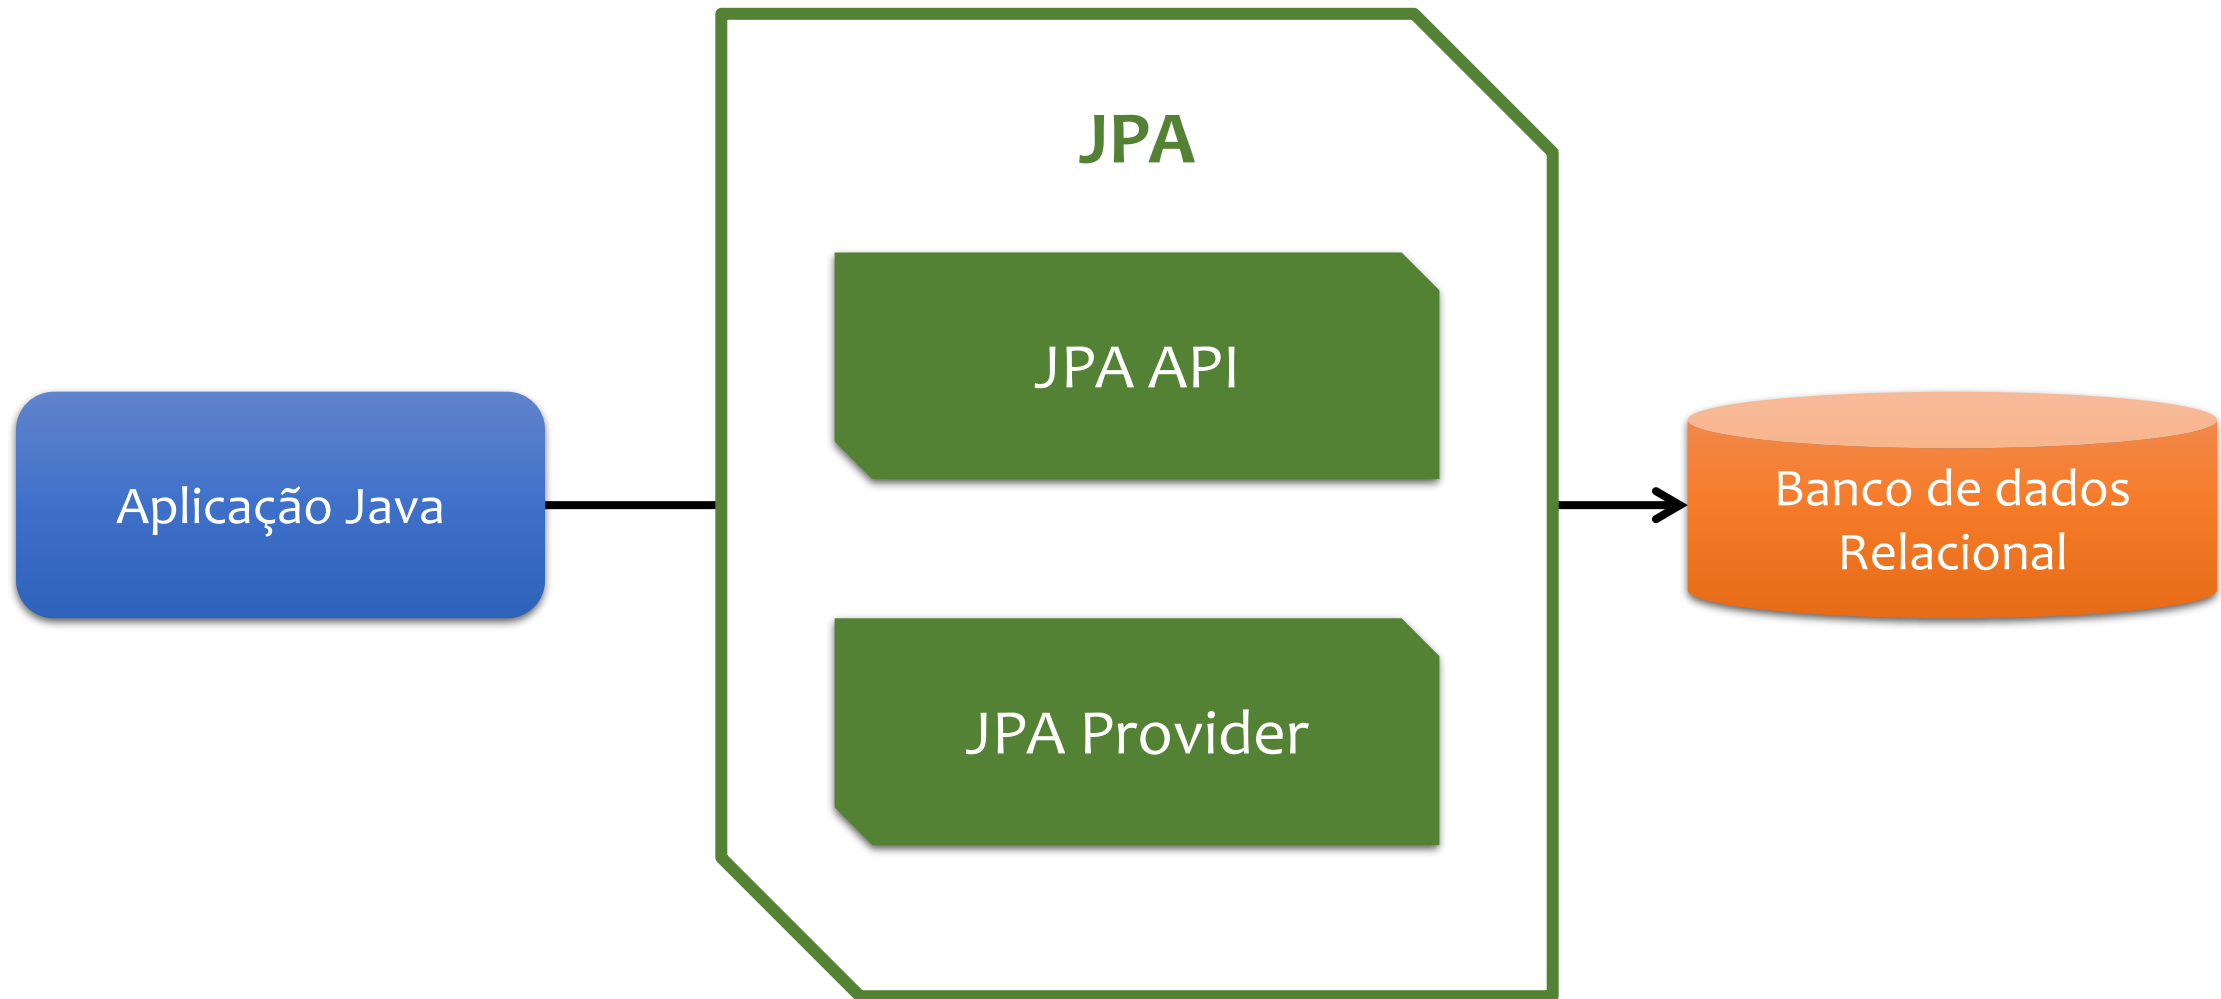 JPA
JPA API
Aplicação Java
Banco de dados
Relacional
JPA Provider